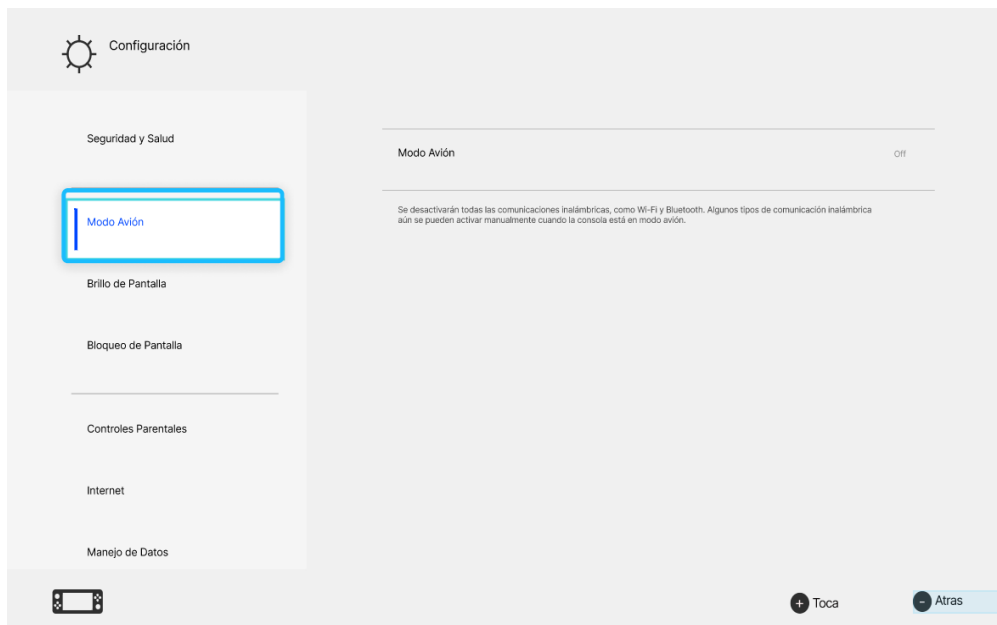 Configuración
Seguridad y Salud
Modo Avión
Brillo de Pantalla
Bloqueo de Pantalla
Controles Parentales
Internet
Manejo de Datos
Modo Avión Off
Se desactivarán todas las comunicaciones inalámbricas, como Wi-Fi y Bluetooth. Algunos tipos de comunicación inalámbrica
aún se pueden activar manualmente cuando la consola está en modo avión.
+ Toca - Atras